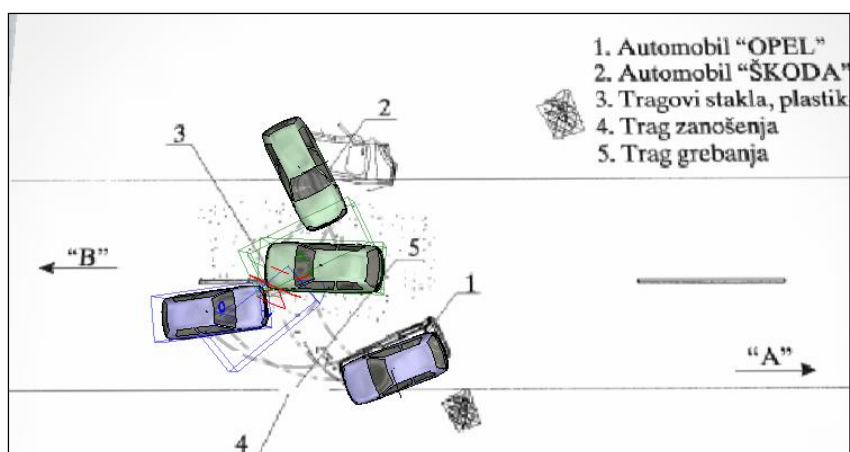 1. Automobil “OPEL”
2. Automobil “ŠKODA”
3. Tragovi stakla, plastik
4. Trag zanošenja
5. Trag grebanja
2
3
“B”
5
1
“A”
4